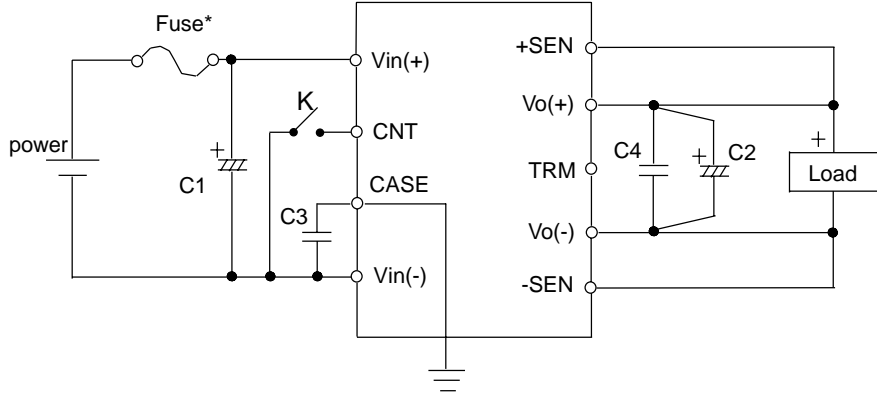 Fuse*
+SEN
Vin(+)
K
Vo(+)
CNT
power
+
C1
C4
+
C2
+
Load
TRM
CASE
C3
Vo(-)
Vin(-)
-SEN